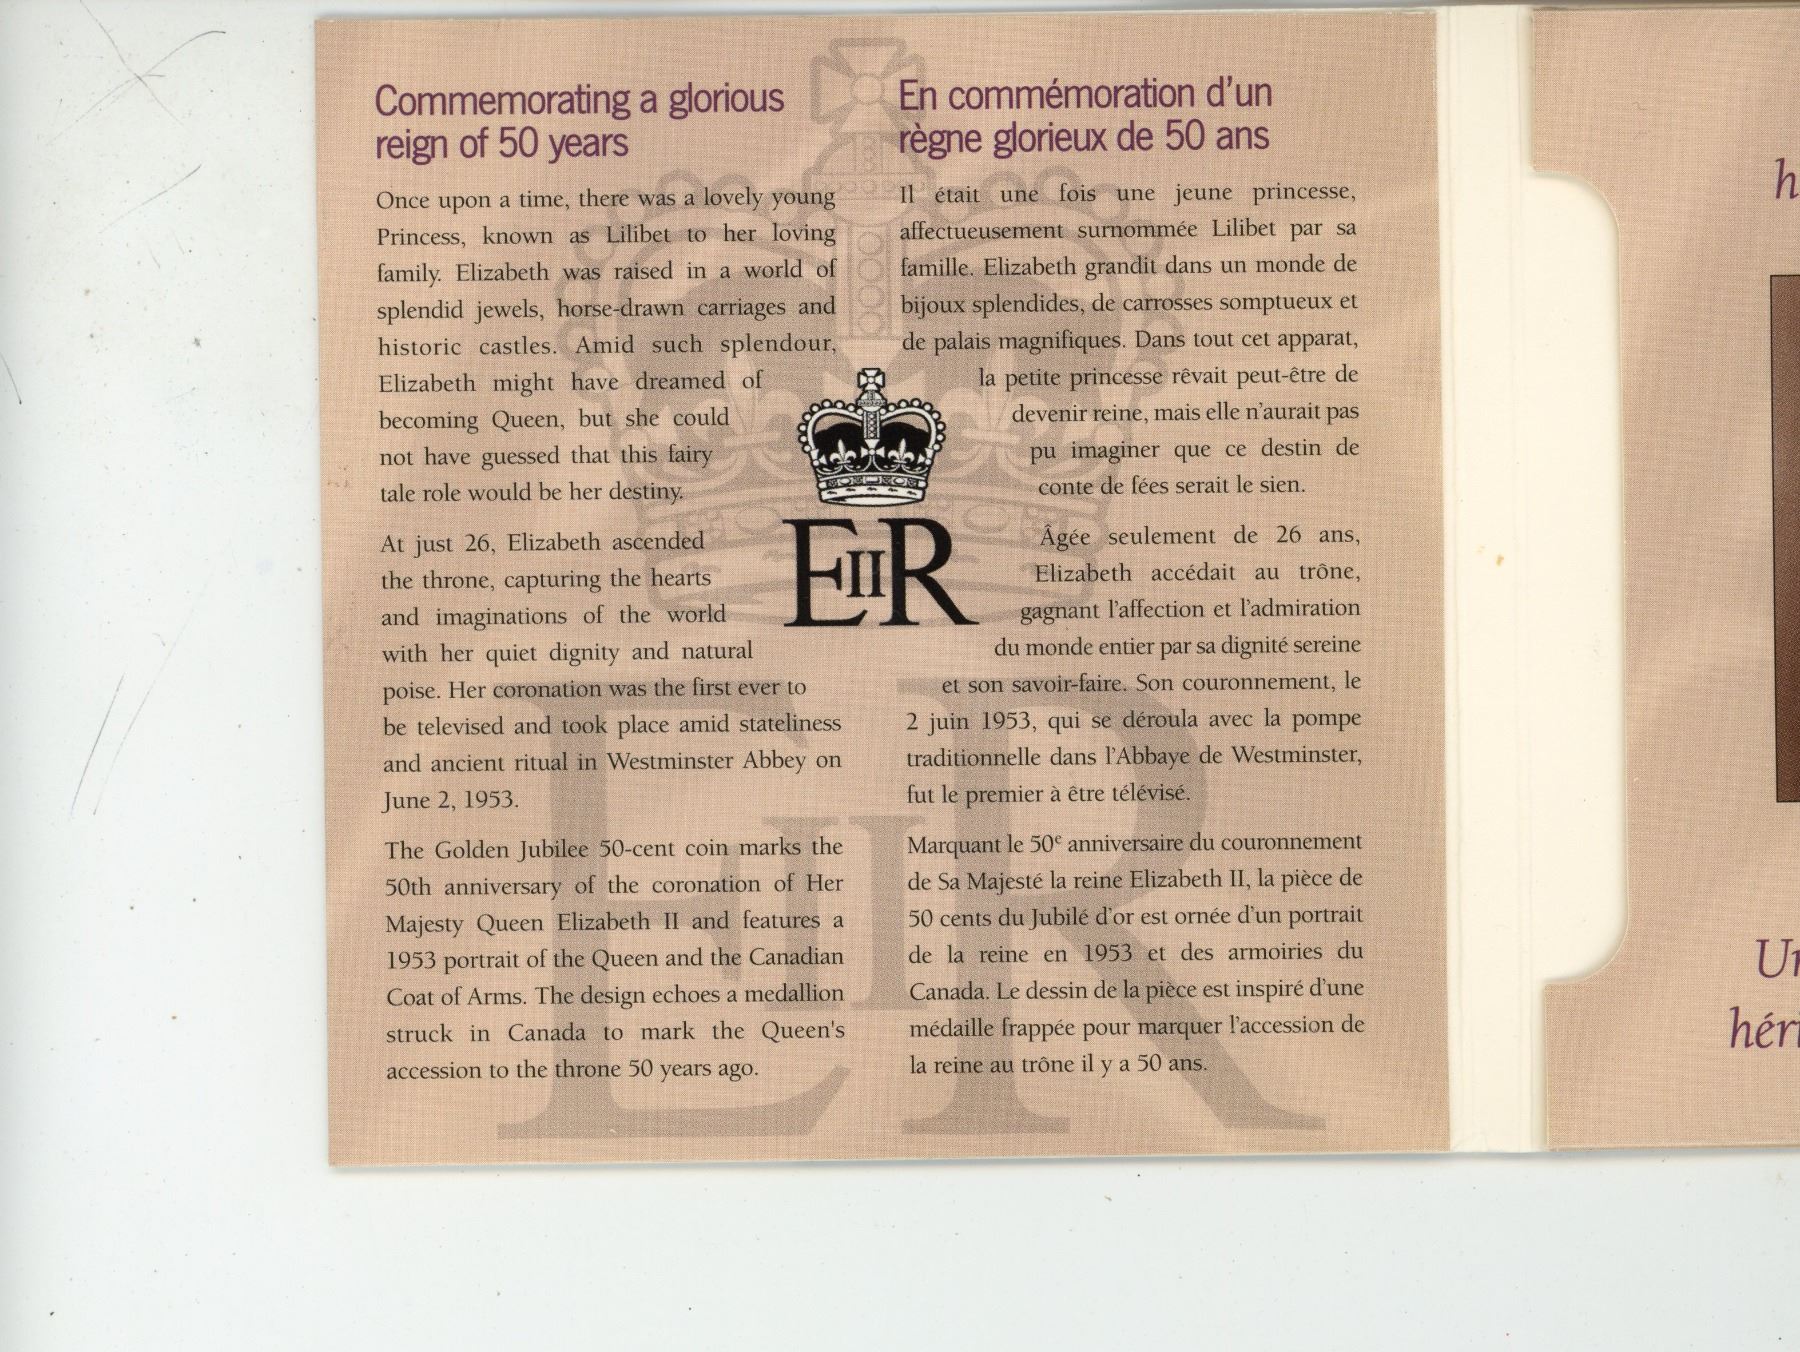 Commemorating a glorious
reign of 50 years
Once upon a time, there was a lovely young
Princess, known as Lilibet to her loving
family. Elizabeth was raised in a world of
splendid jewels, horse-drawn carriages and
historic castles. Amid such splendour,
Elizabeth might have dreamed of
becoming Queen, but she could
not have guessed that this fairy
tale role would be her destiny.
At just 26, Elizabeth ascended
the throne, capturing the hearts
and imaginations of the world
with her quiet dignity and natural
poise. Her coronation was the first ever to
be televised and took place amid stateliness
and ancient ritual in Westminster Abbey on
June 2, 1953.
The Golden Jubilee 50-cent coin marks the
50th anniversary of the coronation of Her
Majesty Queen Elizabeth II and features a
1953 portrait of the Queen and the Canadian
Coat of Arms. The design echoes a medallion
struck in Canada to mark the Queen's
accession to the throne 50 years ago.
EIIR
En commémoration d'un
règne glorieux de 50 ans
Il était une fois une jeune princesse,
affectueusement surnommée Lilibet par sa
famille. Elizabeth grandit dans un monde de
bijoux splendides, de carrosses somptueux et
de palais magnifiques. Dans tout cet apparat,
la petite princesse rêvait peut-être de
devenir reine, mais elle n'aurait pas
pu imaginer que ce destin de
conte de fées serait le sien.
Âgée seulement de 26 ans,
Elizabeth accédait au trône,
gagnant l'affection et l'admiration
du monde entier par sa dignité sereine
et son savoir-faire. Son couronnement, le
2 juin 1953, qui se déroula avec la pompe
traditionnelle dans l'Abbaye de Westminster,
fut le premier à être télévisé.
Marquant le 50e anniversaire du couronnement
de Sa Majesté la reine Elizabeth II, la pièce de
50 cents du Jubilé d'or est ornée d'un portrait
de la reine en 1953 et des armoiries du
Canada. Le dessin de la pièce est inspiré d'une
médaille frappée pour marquer l'accession de
la reine au trône il y a 50 ans.
EIIR